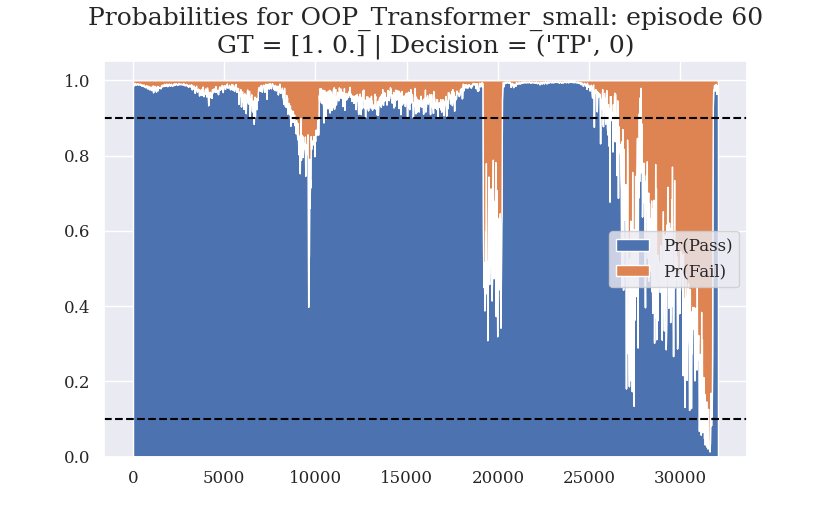 Probabilities for OOP_Transformer_small: episode 60
GT = [1. 0.] | Decision = ('TP', 0)
1.0
0.8
0.6
0.4
0.2
0.0
Pr(Pass)
Pr(Fail)
0 5000 10000 15000 20000 25000 30000